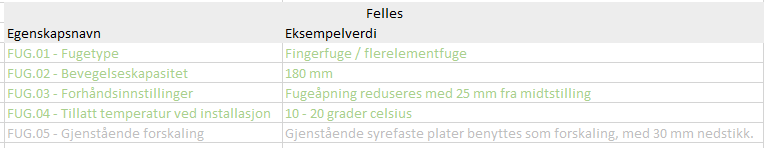 Felles
Egenskapsnavn Eksempelverdi
FUG.01 - Fugetype Fingerfuge / flerelementfuge
FUG.02 - Bevegelseskapasitet 180 mm
FUG.03 - Forhåndsinnstillinger Fugeåpning reduseres med 25 mm fra midtstilling
FUG.04 - Tillatt temperatur ved installasjon 10 - 20 grader celsius
FUG.05 - Gjenstående forskaling Gjenstående syrefaste plater benyttes som forskaling, med 30 mm nedstikk.